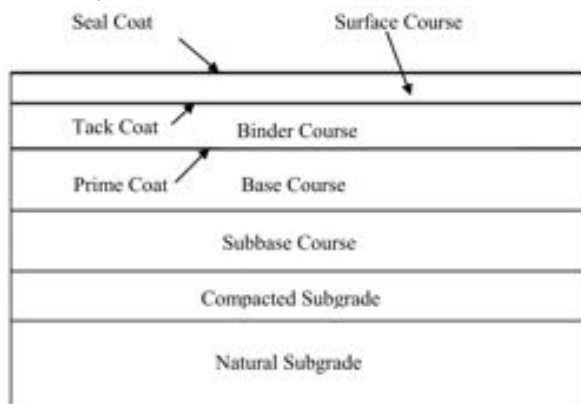 Seal Coat Surface Course
Tack Coat Binder Course
Prime Coat Base Course
Subbase Course
Compacted Subgrade
Natural Subgrade